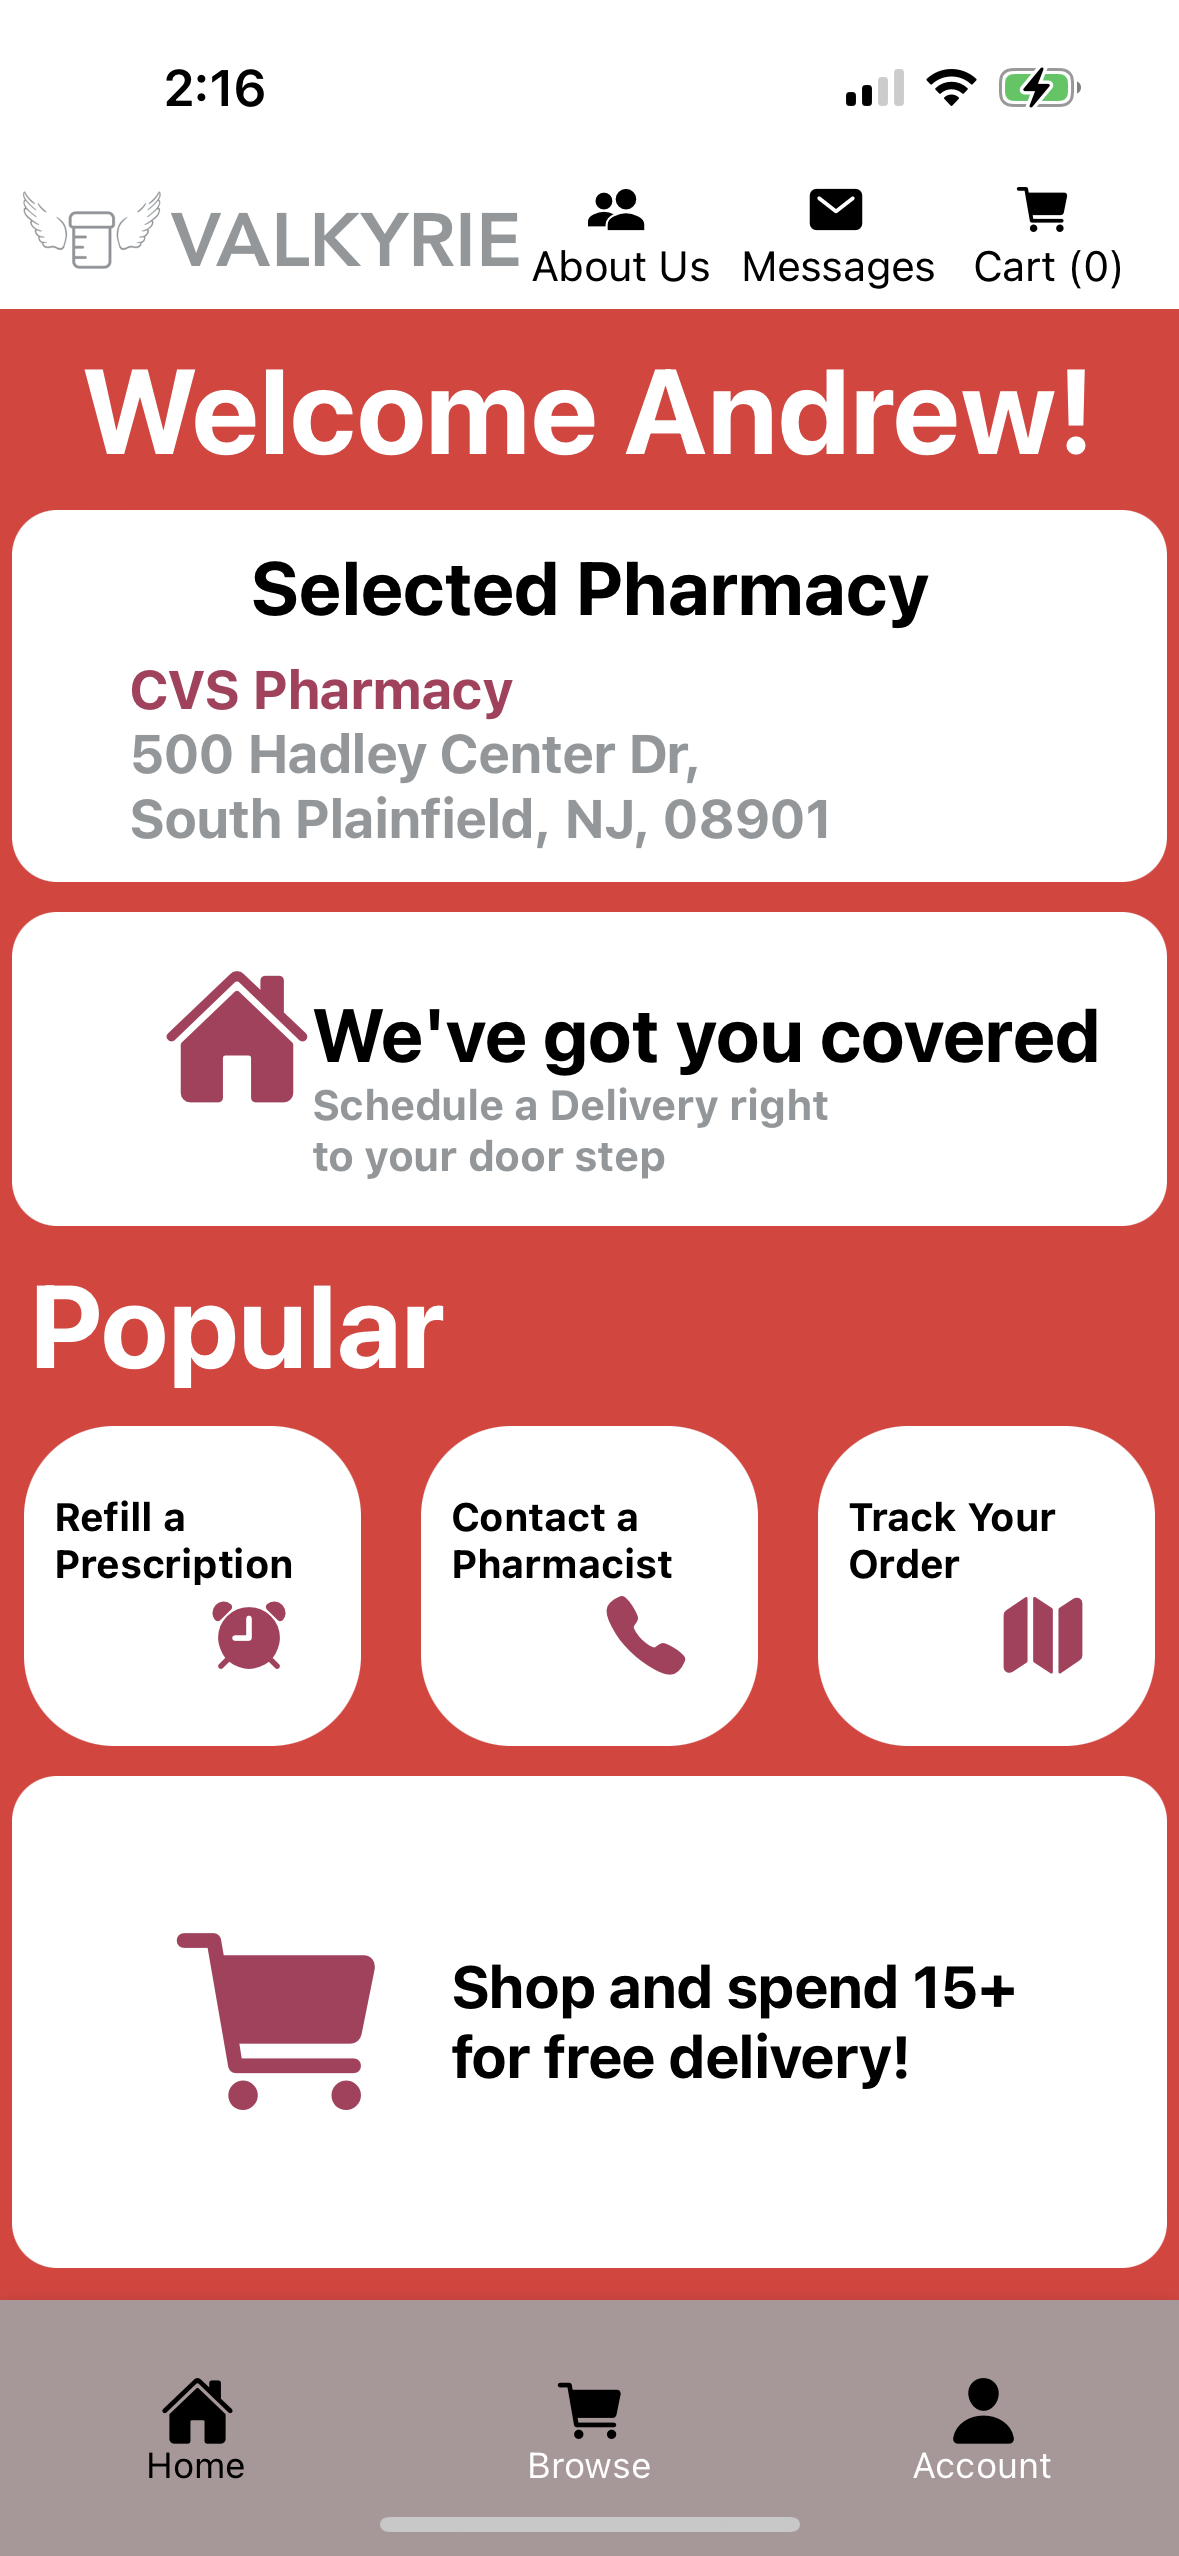 2:16
VALKYRIE
About Us
Messages
Cart (0)
Welcome Andrew!
Selected Pharmacy
CVS Pharmacy
500 Hadley Center Dr,
South Plainfield, NJ, 08901
We've got you covered
Schedule a Delivery right
to your door step
Popular
Refill a
Prescription
Contact a
Pharmacist
Track Your
Order
Shop and spend 15+
for free delivery!
Home
Browse
Account